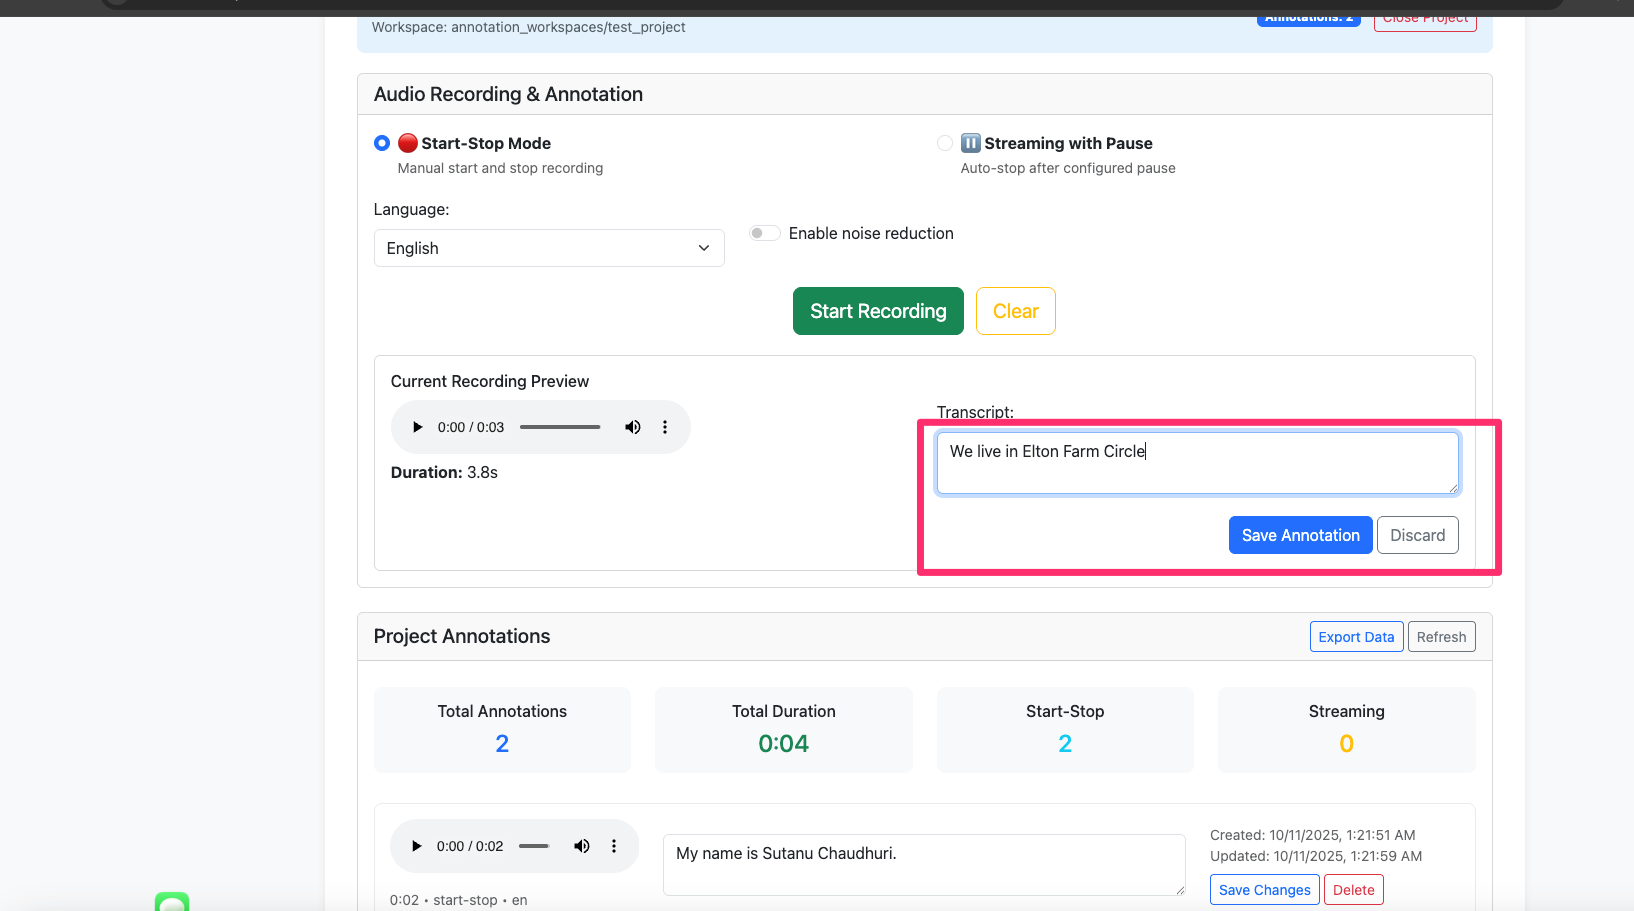 Workspace: annotation_workspaces/test_project
Annotations: 2
Close Project
Audio Recording & Annotation
Start-Stop Mode
Manual start and stop recording
Streaming with Pause
Auto-stop after configured pause
Language:
English
Enable noise reduction
Start Recording
Clear
Current Recording Preview
0:00 / 0:03
Duration: 3.8s
Transcript:
We live in Elton Farm Circle
Save Annotation
Discard
Project Annotations
Export Data
Refresh
Total Annotations
2
Total Duration
0:04
Start-Stop
2
Streaming
0
0:00 / 0:02
0:02 • start-stop • en
My name is Sutanu Chaudhuri.
Created: 10/11/2025, 1:21:51 AM
Updated: 10/11/2025, 1:21:59 AM
Save Changes
Delete